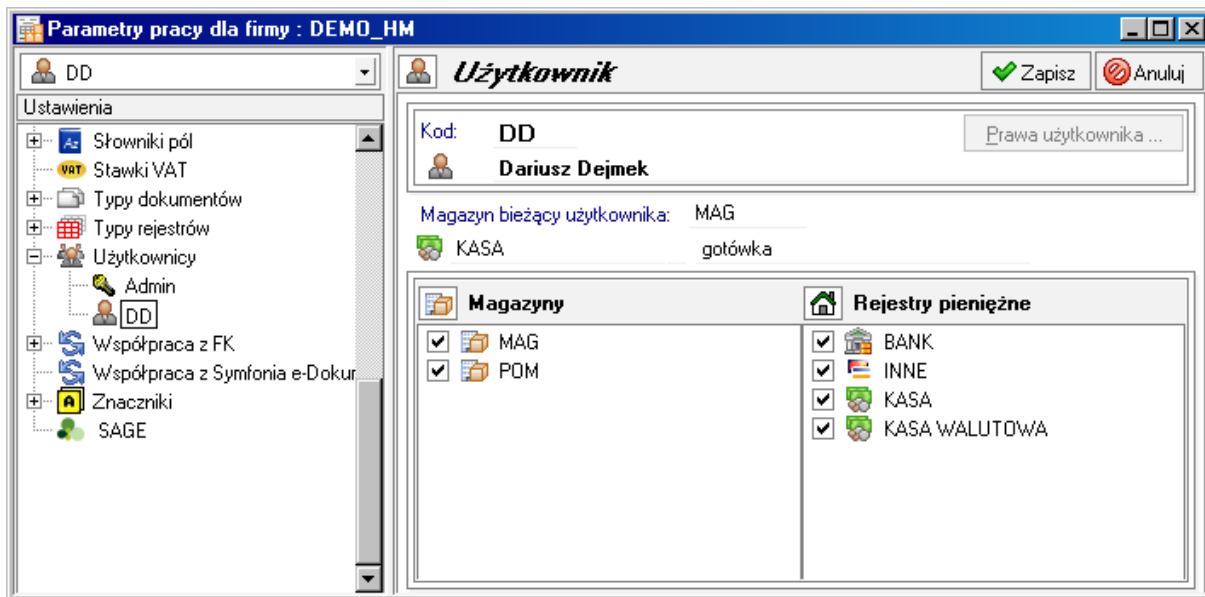 Parametry pracy dla firmy : DEMO_HM
DD
Ustawienia
Słowniki pól
VAT Stawki VAT
Typy dokumentów
Typy rejestrów
Użytkownicy
Admin
DD
Współpraca z FK
Współpraca z Symfonia e-Dokur
A Znaczniki
SAGE
Użytkownik
Zapisz
Anuluj
Kod: DD
Prawa użytkownika ...
Dariusz Dejmek
Magazyn bieżący użytkownika: MAG
KASA gotówka
Magazyny
MAG
POM
Rejestry pieniężne
BANK
INNE
KASA
KASA WALUTOWA